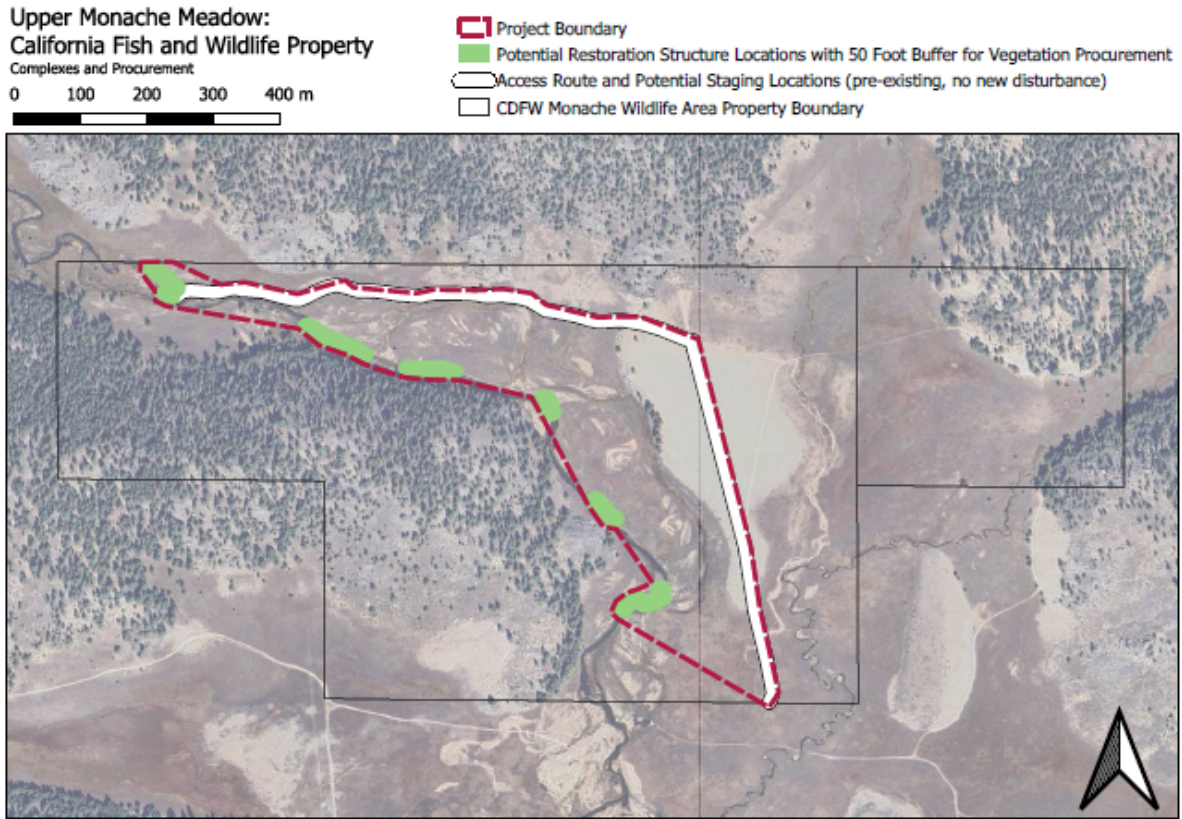 Upper Monache Meadow:
California Fish and Wildlife Property
Complexes and Procurement
0 100 200 300 400 m
Project Boundary
Potential Restoration Structure Locations with 50 Foot Buffer for Vegetation Procurement
Access Route and Potential Staging Locations (pre-existing, no new disturbance)
CDFW Monache Wildlife Area Property Boundary